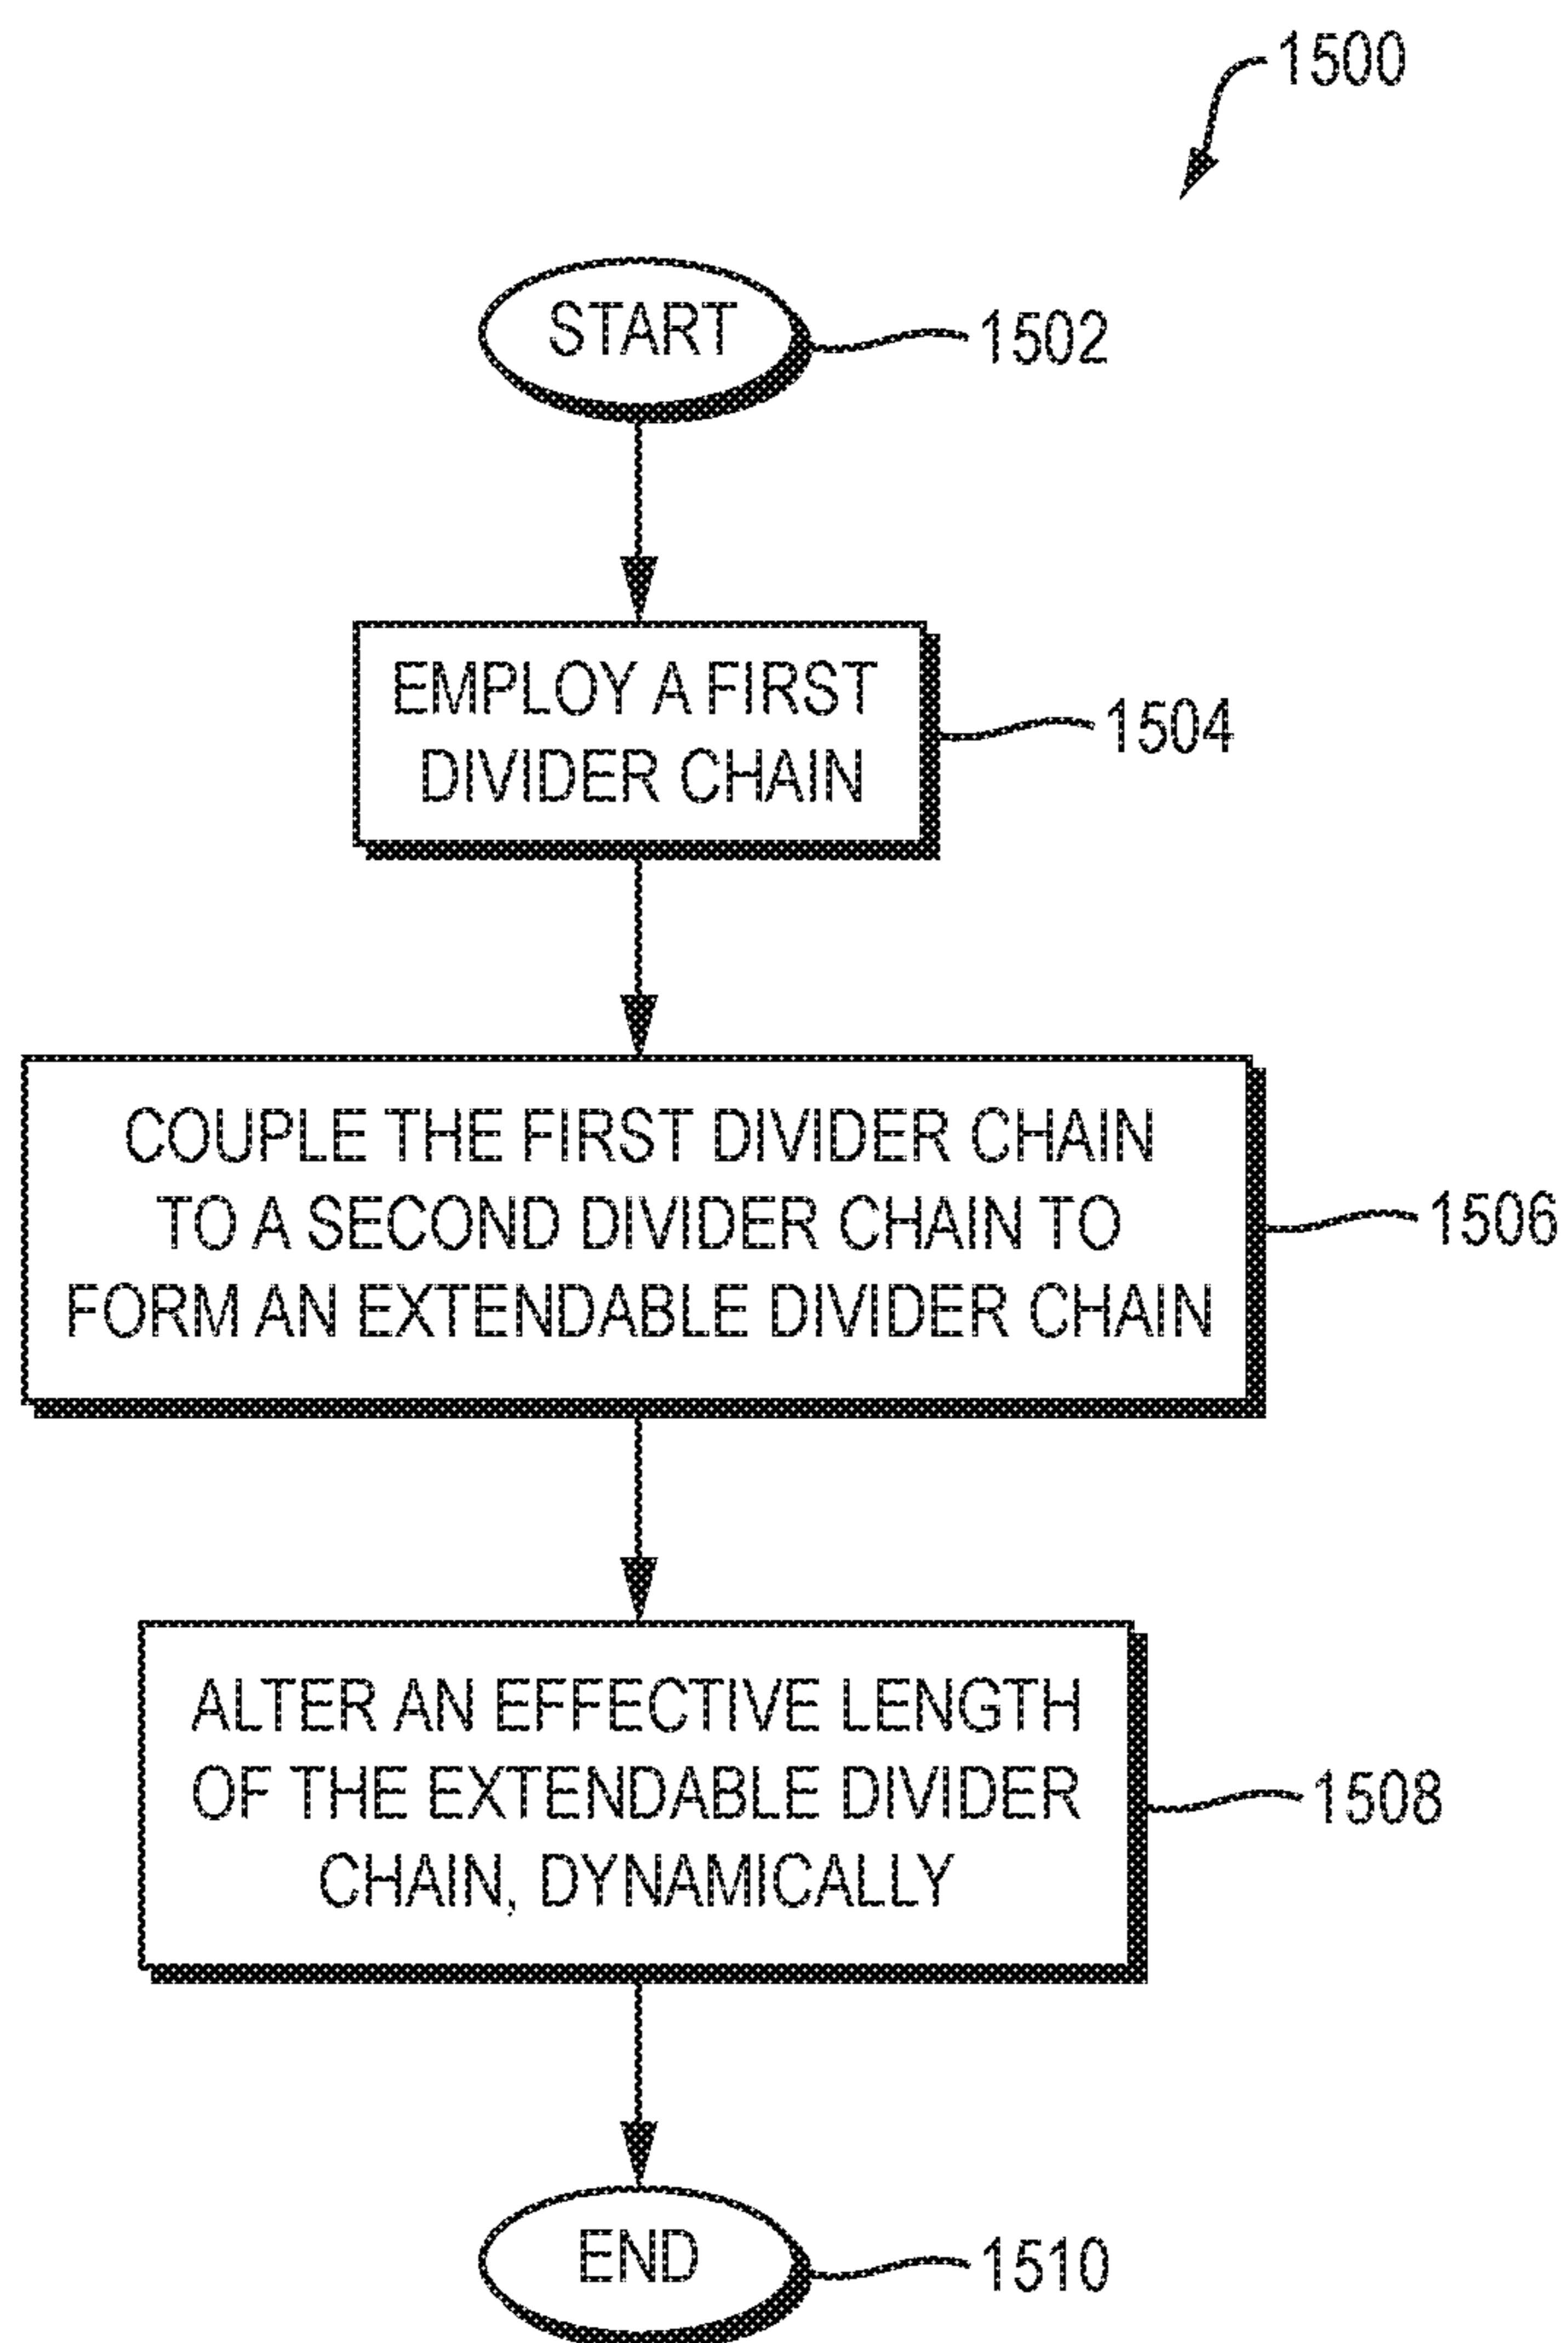 1500
START
1502
EMPLOY A FIRST
DIVIDER CHAIN
1504
COUPLE THE FIRST DIVIDER CHAIN
TO A SECOND DIVIDER CHAIN TO
FORM AN EXTENDABLE DIVIDER CHAIN
1506
ALTER AN EFFECTIVE LENGTH
OF THE EXTENDABLE DIVIDER
CHAIN, DYNAMICALLY
1508
END
1510